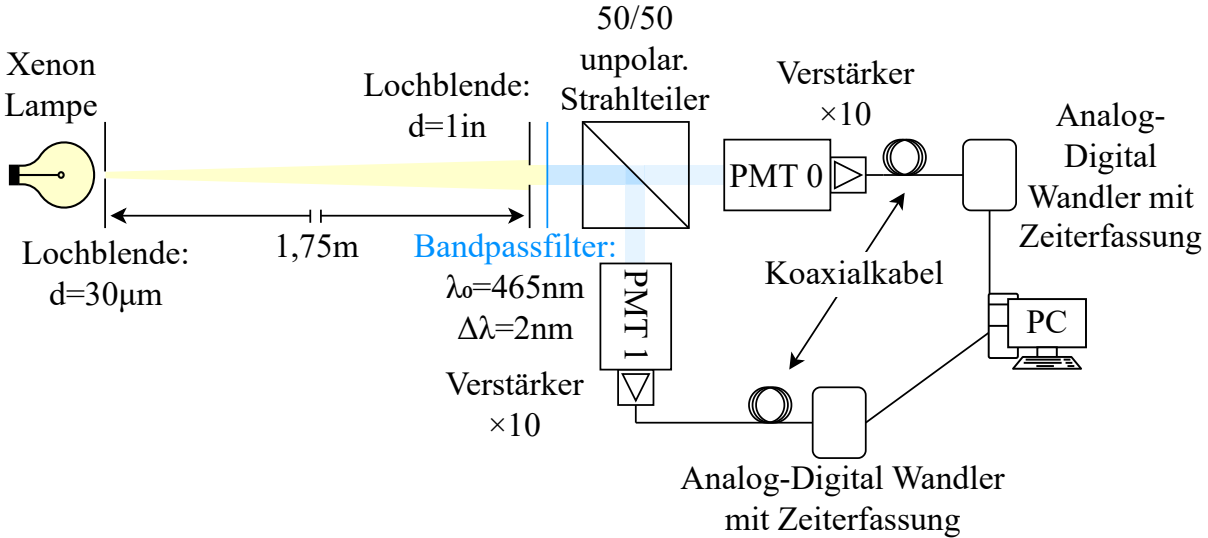 Xenon
Lampe
Lochblende:
d=30μm
1,75m
Lochblende:
d=1in
Bandpassfilter:
λ₀=465nm
Δλ=2nm
50/50
unpolar.
Strahlteiler
PMT 0
Verstärker
×10
PMT 1
Verstärker
×10
Koaxialkabel
Analog-
Digital
Wandler mit
Zeiterfassung
PC
Analog-Digital Wandler
mit Zeiterfassung